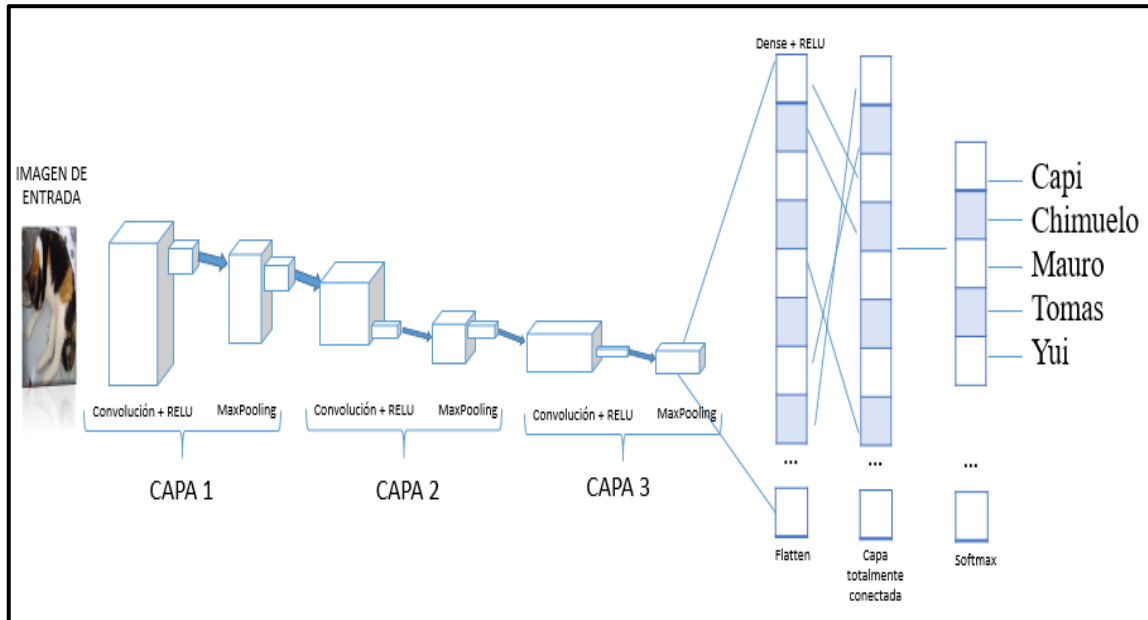 IMAGEN DE
ENTRADA
Convolución + RELU
MaxPooling
CAPA 1
Convolución + RELU
MaxPooling
CAPA 2
Convolución + RELU
MaxPooling
CAPA 3
Dense + RELU
...
Flatten
...
Capa
totalmente
conectada
...
Softmax
Capi
Chimuelo
Mauro
Tomas
Yui